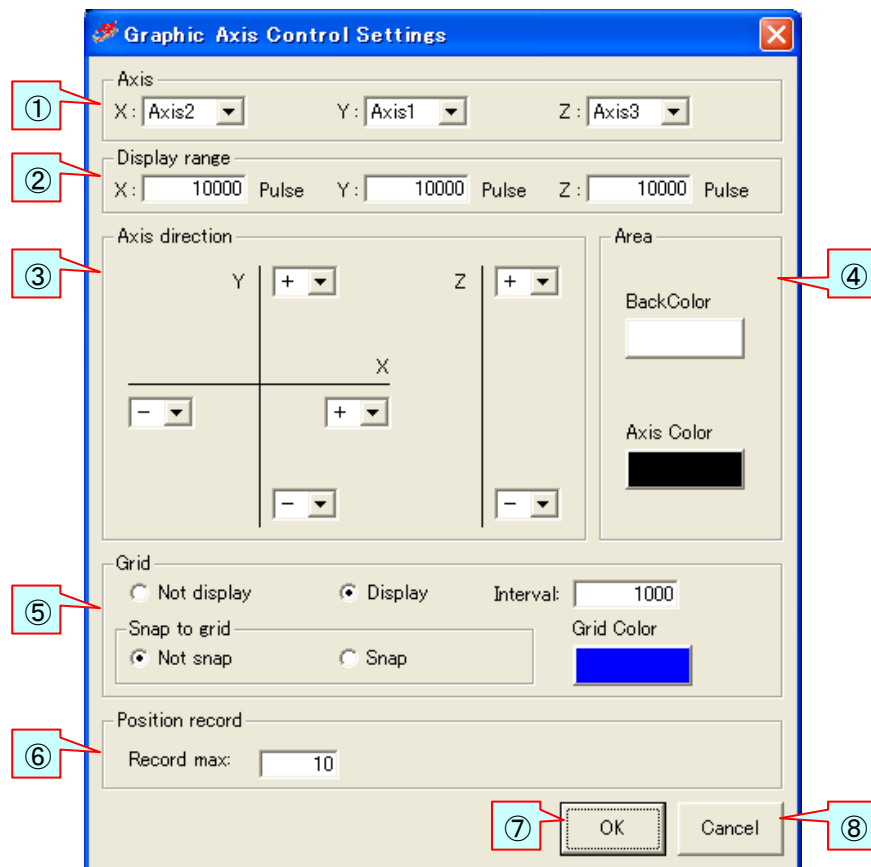 Graphic Axis Control Settings
Axis
① X : Axis2 Y : Axis1 Z : Axis3
Display range
② X : 10000 Pulse Y : 10000 Pulse Z : 10000 Pulse
Axis direction Area
③ Y + Z + ④
BackColor
X
− +
Axis Color
− −
Grid
Not display Display Interval: 1000
⑤
Snap to grid Grid Color
Not snap Snap
Position record
⑥ Record max: 10
⑦ OK Cancel ⑧